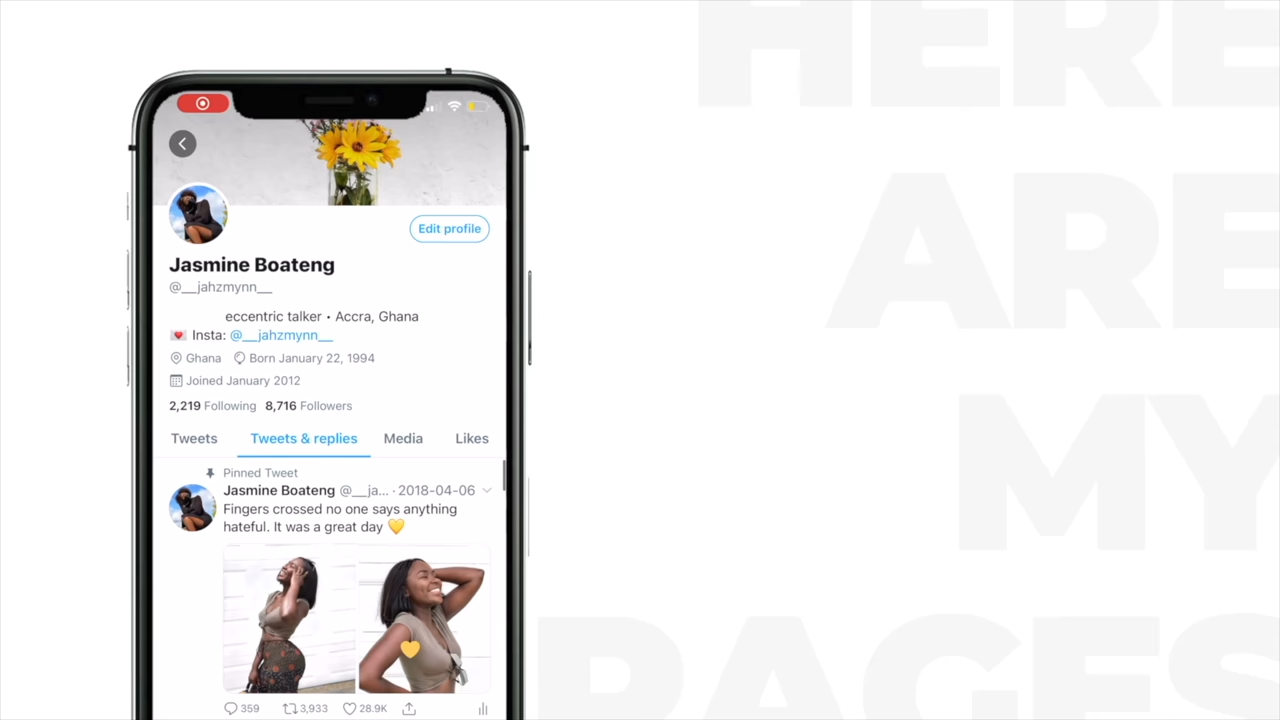 HERE
ARE
MY
PAGES
Edit profile
Jasmine Boateng
@__jahzmynn__
eccentric talker • Accra, Ghana
💌 Insta: @__jahzmynn__
Ghana Born January 22, 1994
Joined January 2012
2,219 Following 8,716 Followers
Tweets Tweets & replies Media Likes
Pinned Tweet
Jasmine Boateng @__ja... · 2018-04-06
Fingers crossed no one says anything
hateful. It was a great day 💛
359 3,933 28.9K